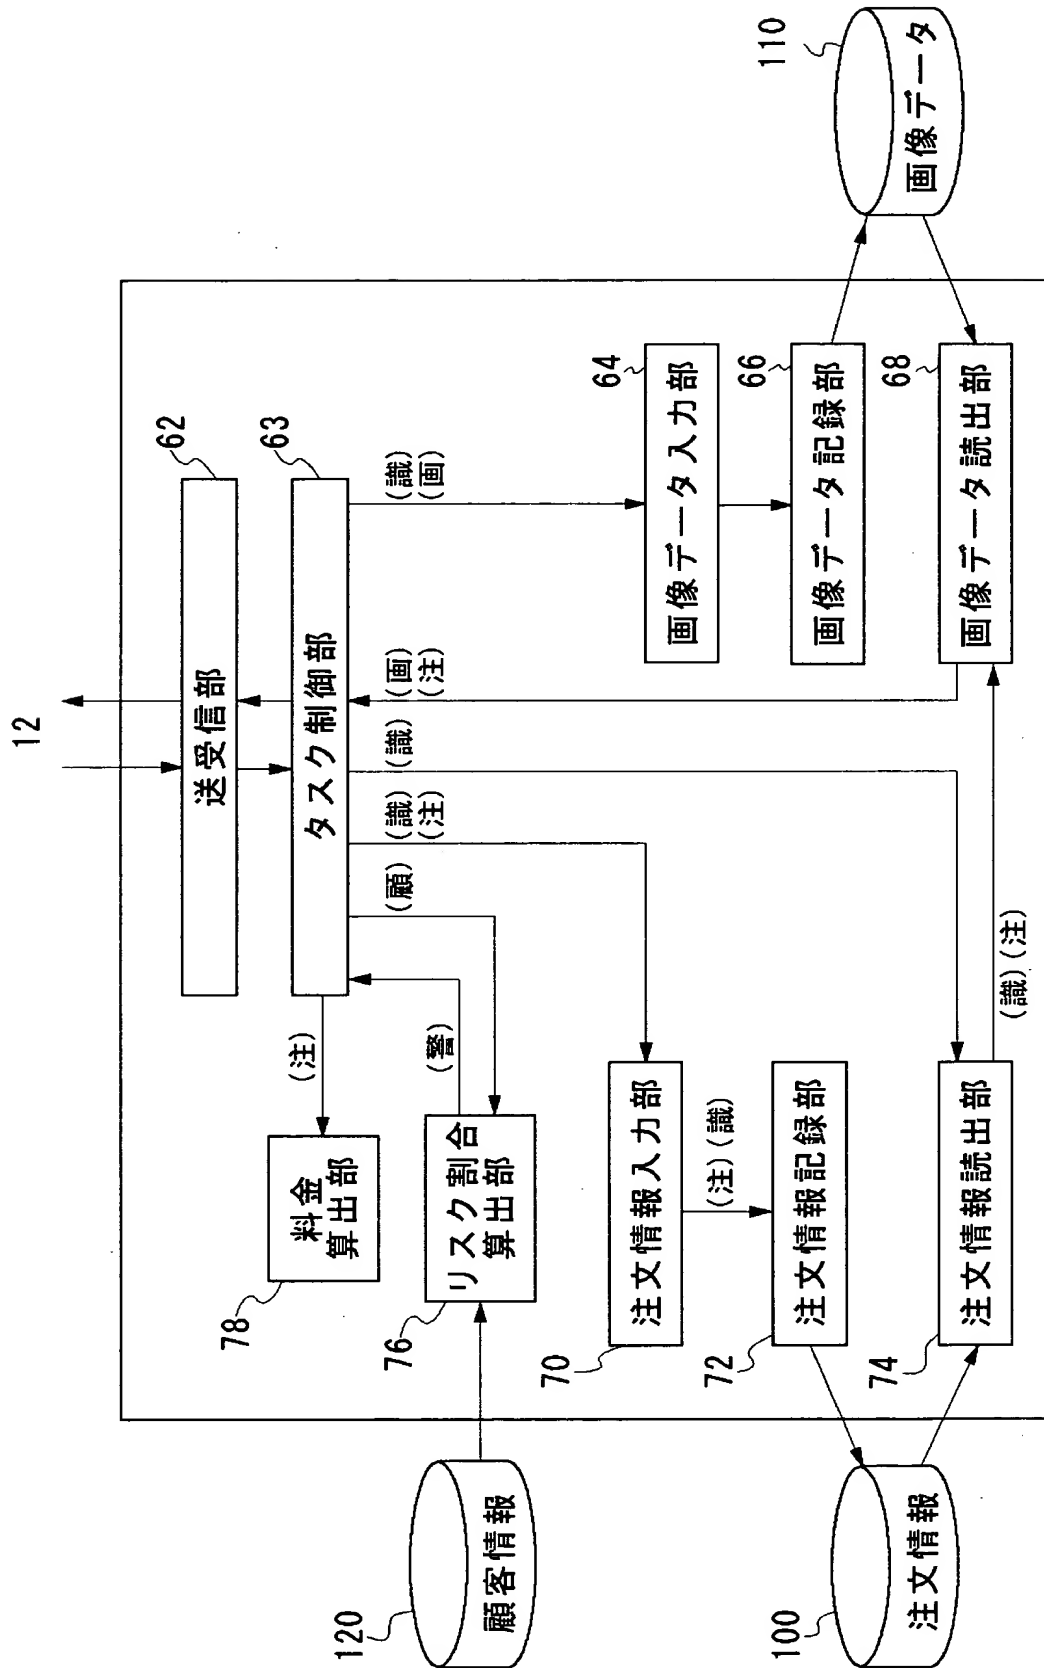 12
送受信部
62
タスク制御部
63
(注)
(警)
(顧)
(識)
(注)
(識)
(画)
(注)
(識)
(画)
料金
算出部
78
リスク割合
算出部
76
顧客情報
120
注文情報入力部
70
(注)(識)
注文情報記録部
72
注文情報読出部
74
(識)(注)
注文情報
100
画像データ入力部
64
画像データ記録部
66
画像データ読出部
68
画像データ
110